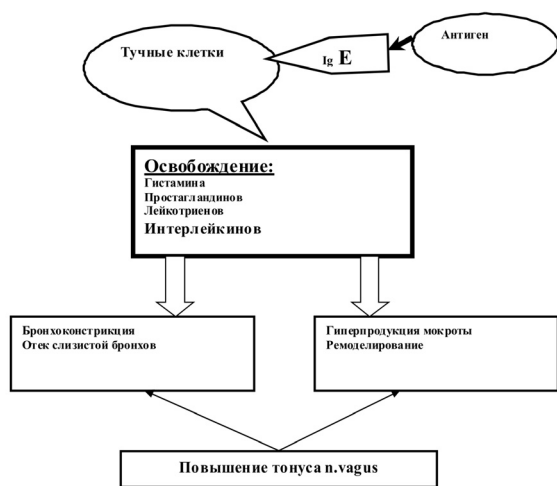 Антиген
Тучные клетки
Ig E
Освобождение:
Гистамина
Простагландинов
Лейкотриенов
Интерлейкинов
Бронхоконстрикция
Отек слизистой бронхов
Гиперпродукция мокроты
Ремоделирование
Повышение тонуса n.vagus